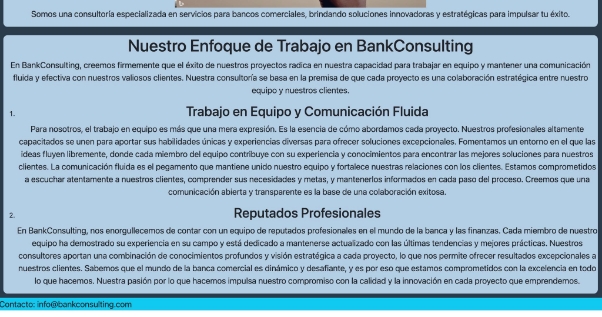 Somos una consultoría especializada en servicios para bancos comerciales, brindando soluciones innovadoras y estratégicas para impulsar tu éxito.
Nuestro Enfoque de Trabajo en BankConsulting
En BankConsulting, creemos firmemente que el éxito de nuestros proyectos radica en nuestra capacidad para trabajar en equipo y mantener una comunicación
fluida y efectiva con nuestros valiosos clientes. Nuestra consultoría se basa en la premisa de que cada proyecto es una colaboración estratégica entre nuestro
equipo y nuestros clientes.
1. Trabajo en Equipo y Comunicación Fluida
Para nosotros, el trabajo en equipo es más que una mera expresión. Es la esencia de cómo abordamos cada proyecto. Nuestros profesionales altamente
capacitados se unen para aportar sus habilidades únicas y experiencias diversas para ofrecer soluciones excepcionales. Fomentamos un entorno en el que las
ideas fluyen libremente, donde cada miembro del equipo contribuye con su experiencia y conocimientos para encontrar las mejores soluciones para nuestros
clientes. La comunicación fluida es el pegamento que mantiene unido nuestro equipo y fortalece nuestras relaciones con los clientes. Estamos comprometidos
a escuchar atentamente a nuestros clientes, comprender sus necesidades y metas, y mantenerlos informados en cada paso del proceso. Creemos que una
comunicación abierta y transparente es la base de una colaboración exitosa.
2. Reputados Profesionales
En BankConsulting, nos enorgullecemos de contar con un equipo de reputados profesionales en el mundo de la banca y las finanzas. Cada miembro de nuestro
equipo ha demostrado su experiencia en su campo y está dedicado a mantenerse actualizado con las últimas tendencias y mejores prácticas. Nuestros
consultores aportan una combinación de conocimientos profundos y visión estratégica a cada proyecto, lo que nos permite ofrecer resultados excepcionales a
nuestros clientes. Sabemos que el mundo de la banca comercial es dinámico y desafiante, y es por eso que estamos comprometidos con la excelencia en todo
lo que hacemos. Nuestra pasión por lo que hacemos impulsa nuestro compromiso con la calidad y la innovación en cada proyecto que emprendemos.
Contacto: info@bankconsulting.com